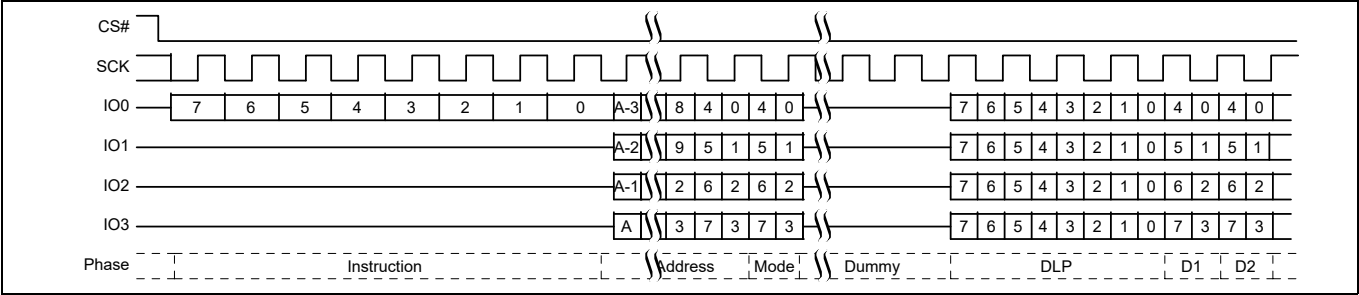 CS#
SCK
IO0 7 6 5 4 3 2 1 0 A-3 8 4 0 4 0 7 6 5 4 3 2 1 0 4 0 4 0
IO1 A-2 9 5 1 5 1 7 6 5 4 3 2 1 0 5 1 5 1
IO2 A-1 2 6 2 6 2 7 6 5 4 3 2 1 0 6 2 6 2
IO3 A 3 7 3 7 3 7 6 5 4 3 2 1 0 7 3 7 3
Phase Instruction Address Mode Dummy DLP D1 D2